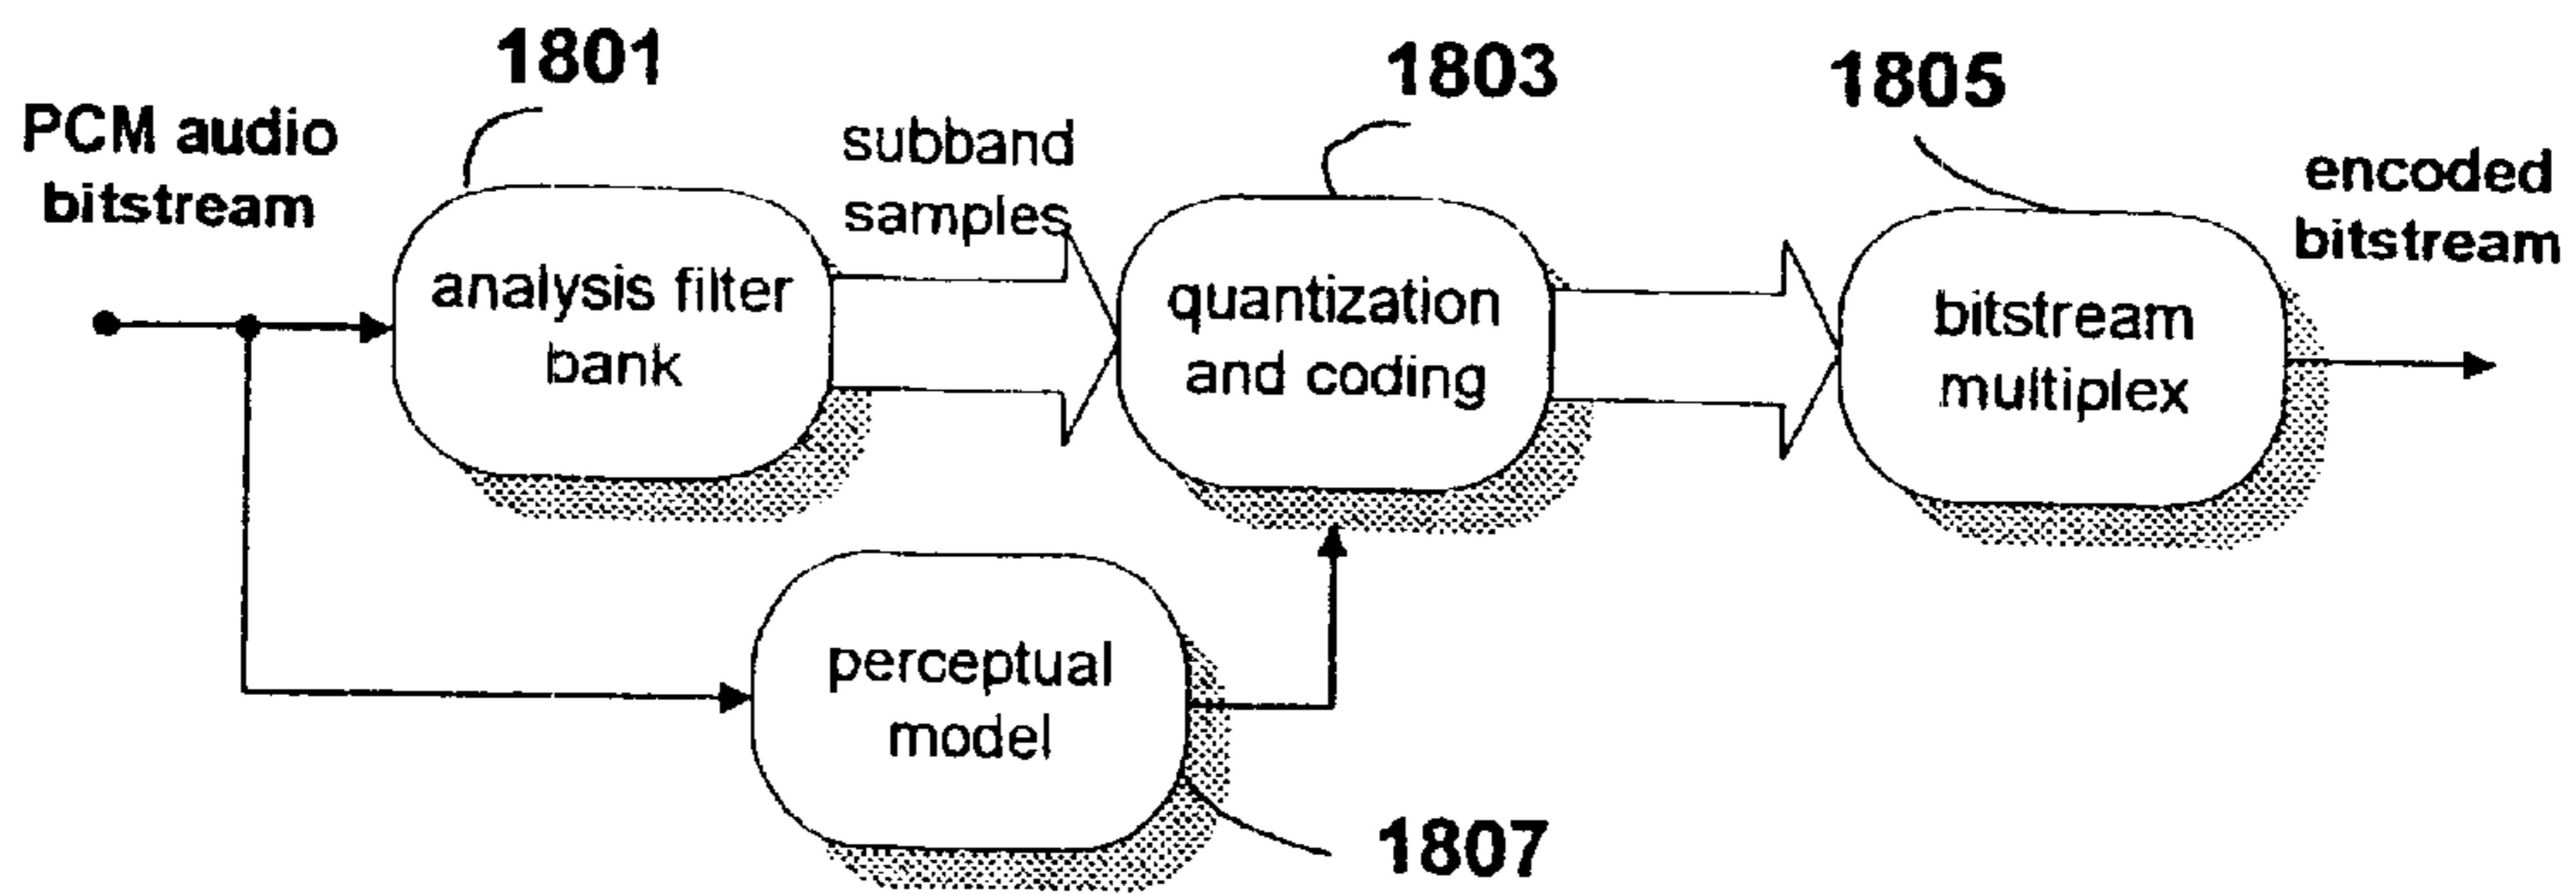 1801
1803
1805
PCM audio
bitstream
subband
samples
encoded
bitstream
analysis filter
bank
quantization
and coding
bitstream
multiplex
perceptual
model
1807